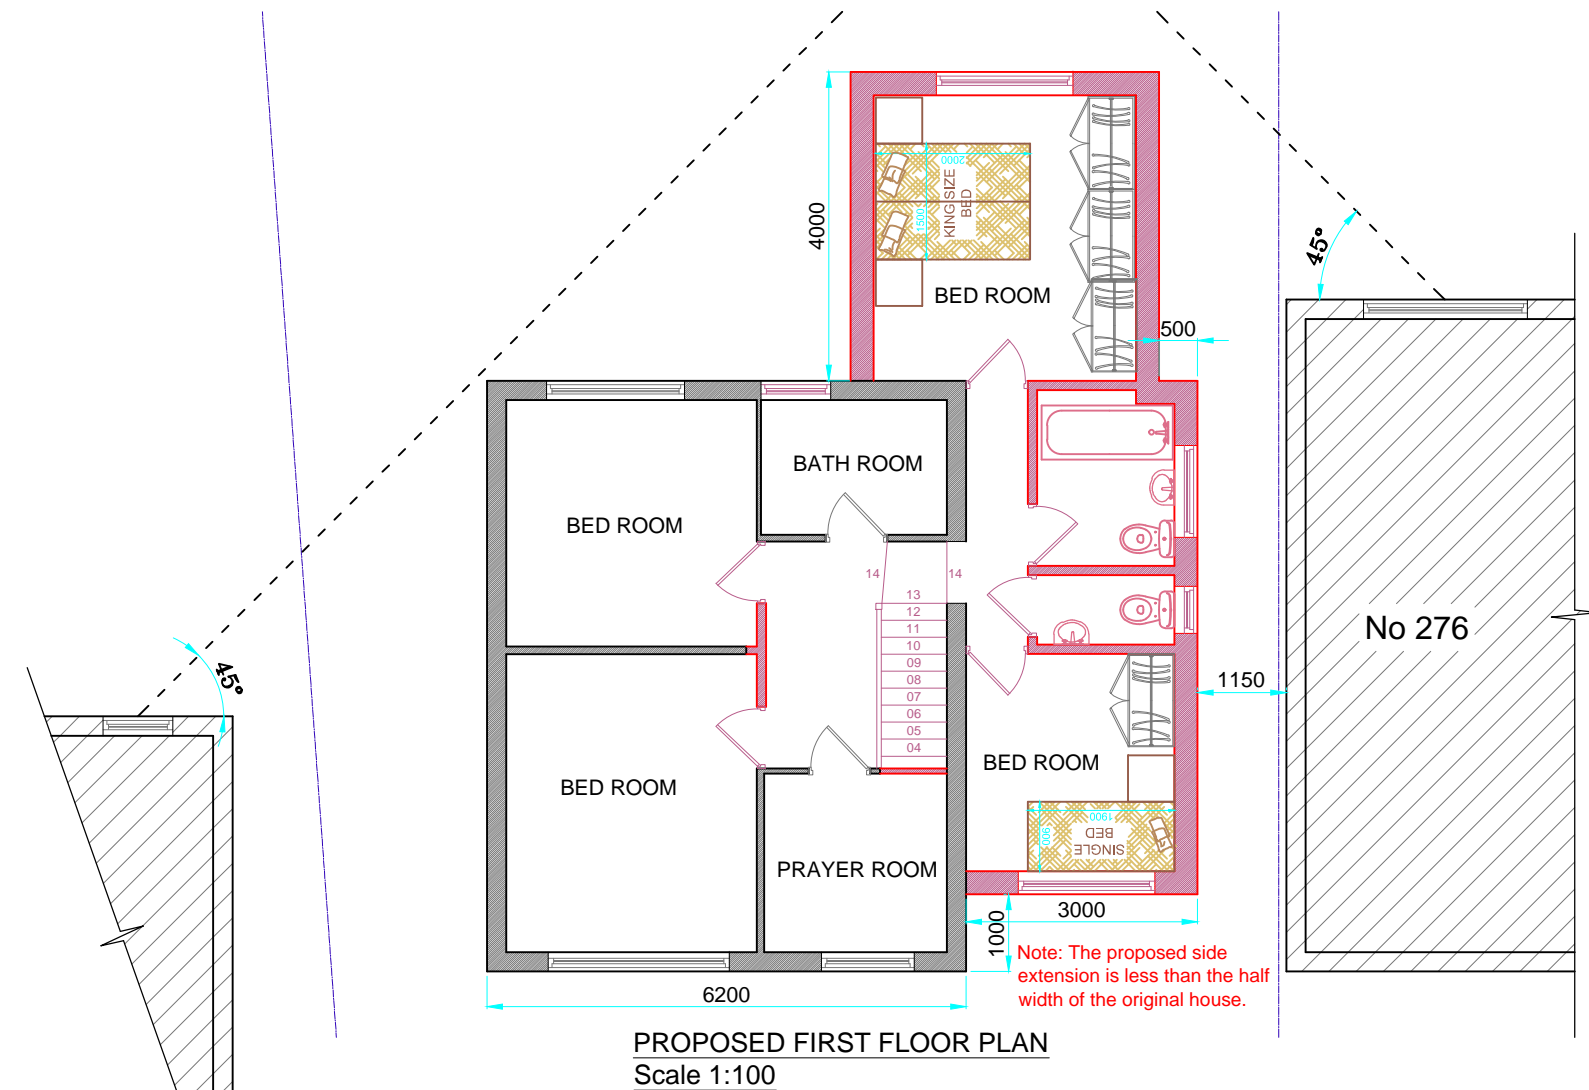 4000
2000
1500
KING SIZE
BED
BED ROOM
45°
500
BATH ROOM
BED ROOM
14
14
13
12
11
10
09
08
07
06
05
04
No 276
45°
1150
BED ROOM
BED ROOM
1900
900
SINGLE
BED
PRAYER ROOM
3000
1000
Note: The proposed side
extension is less than the half
width of the original house.
6200
PROPOSED FIRST FLOOR PLAN
Scale 1:100